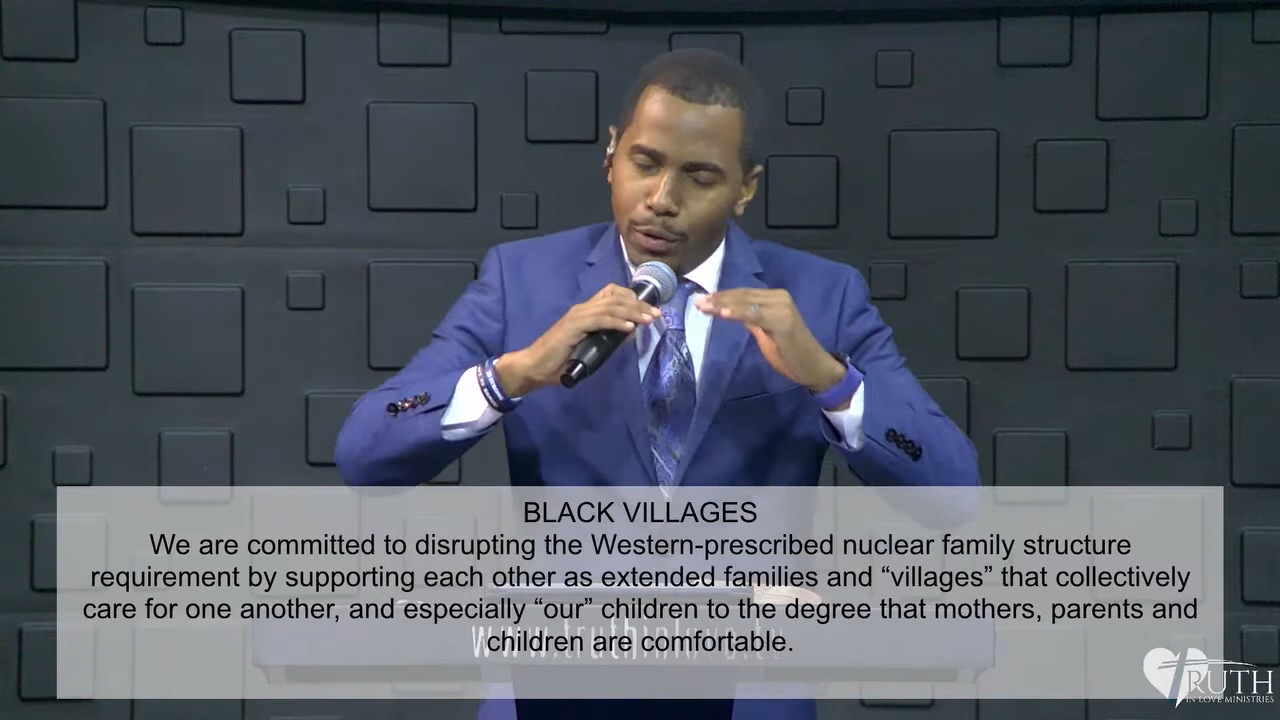 BLACK VILLAGES
We are committed to disrupting the Western-prescribed nuclear family structure
requirement by supporting each other as extended families and “villages” that collectively
care for one another, and especially “our” children to the degree that mothers, parents and
children are comfortable.
TRUTH
IN LOVE MINISTRIES